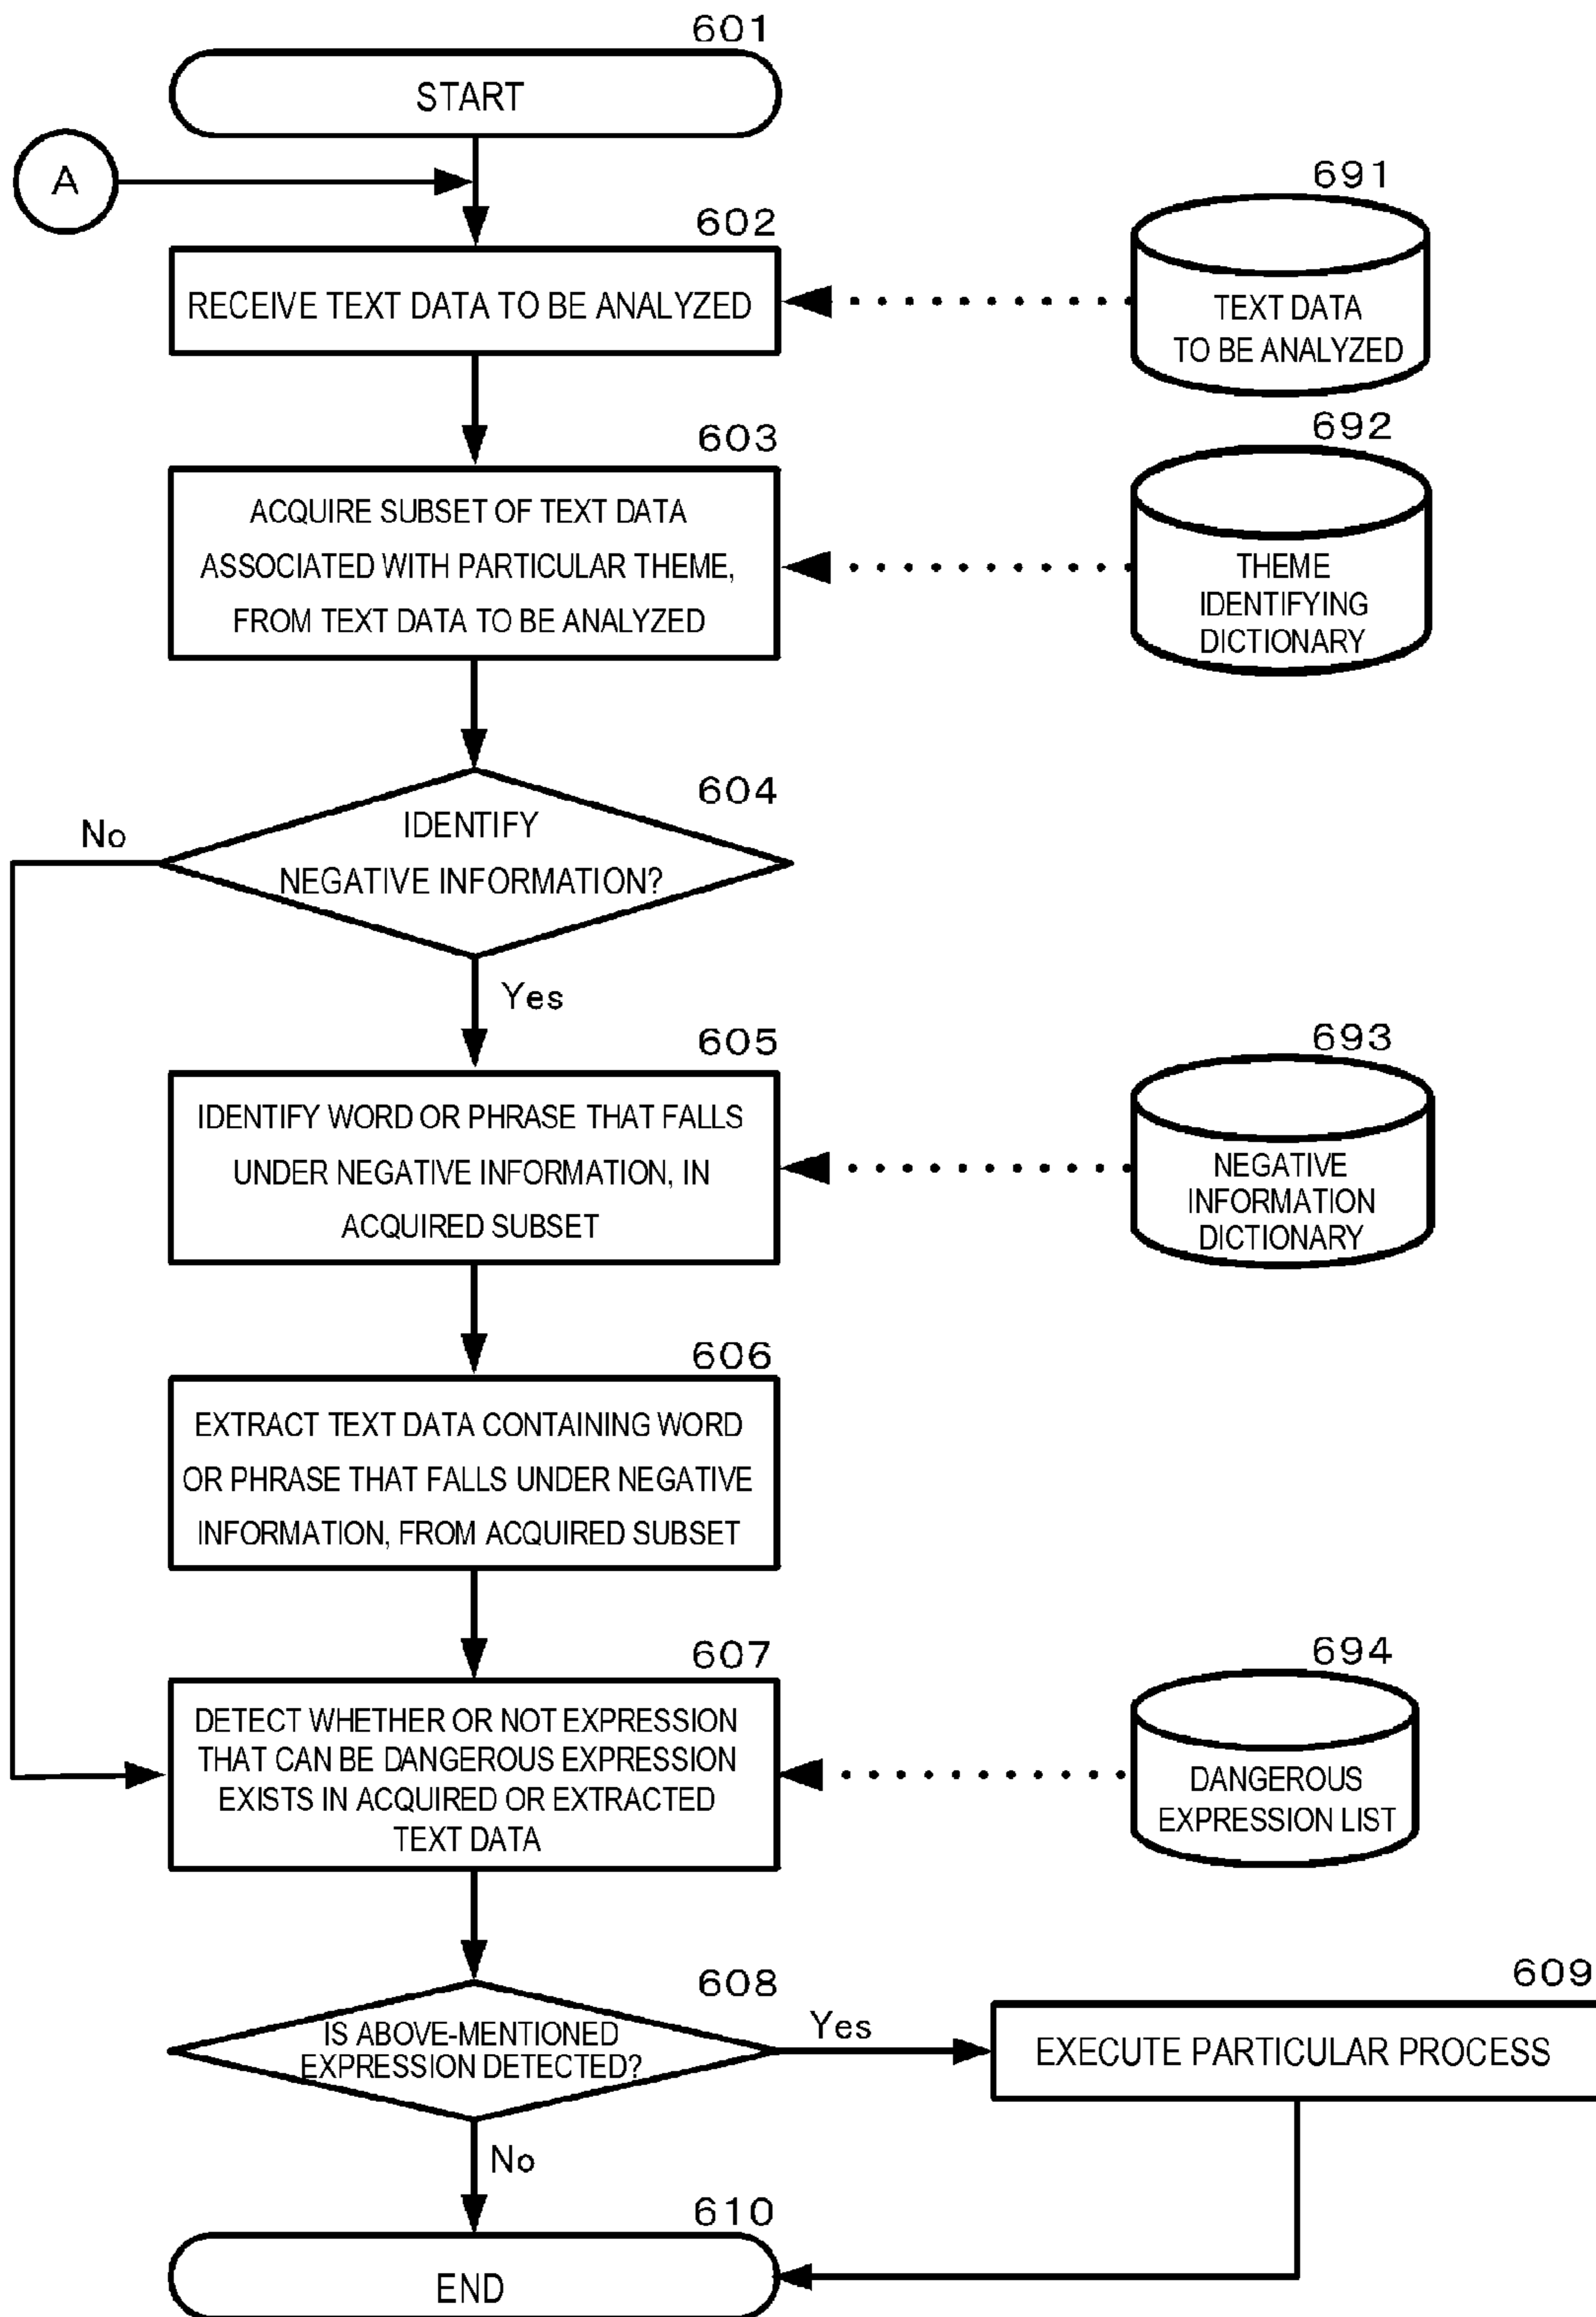 601
START
A
691
602
RECEIVE TEXT DATA TO BE ANALYZED
TEXT DATA
TO BE ANALYZED
603
692
ACQUIRE SUBSET OF TEXT DATA
ASSOCIATED WITH PARTICULAR THEME,
FROM TEXT DATA TO BE ANALYZED
THEME
IDENTIFYING
DICTIONARY
604
No
IDENTIFY
NEGATIVE INFORMATION?
Yes
605
693
IDENTIFY WORD OR PHRASE THAT FALLS
UNDER NEGATIVE INFORMATION, IN
ACQUIRED SUBSET
NEGATIVE
INFORMATION
DICTIONARY
606
EXTRACT TEXT DATA CONTAINING WORD
OR PHRASE THAT FALLS UNDER NEGATIVE
INFORMATION, FROM ACQUIRED SUBSET
607
694
DETECT WHETHER OR NOT EXPRESSION
THAT CAN BE DANGEROUS EXPRESSION
EXISTS IN ACQUIRED OR EXTRACTED
TEXT DATA
DANGEROUS
EXPRESSION LIST
608
609
IS ABOVE-MENTIONED
EXPRESSION DETECTED?
Yes
EXECUTE PARTICULAR PROCESS
No
610
END